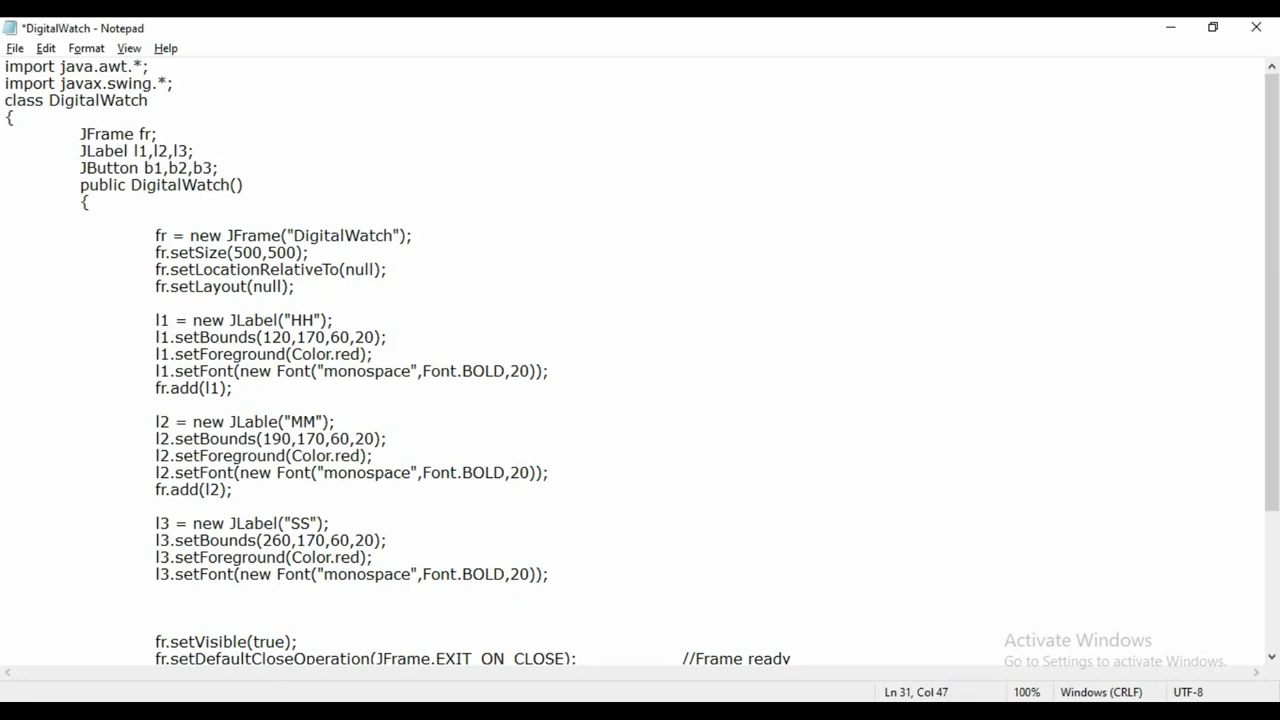 *DigitalWatch - Notepad
File Edit Format View Help
import java.awt.*;
import javax.swing.*;
class DigitalWatch
{
JFrame fr;
JLabel l1,l2,l3;
JButton b1,b2,b3;
public DigitalWatch()
{
fr = new JFrame("DigitalWatch");
fr.setSize(500,500);
fr.setLocationRelativeTo(null);
fr.setLayout(null);
l1 = new JLabel("HH");
l1.setBounds(120,170,60,20);
l1.setForeground(Color.red);
l1.setFont(new Font("monospace",Font.BOLD,20));
fr.add(l1);
l2 = new JLable("MM");
l2.setBounds(190,170,60,20);
l2.setForeground(Color.red);
l2.setFont(new Font("monospace",Font.BOLD,20));
fr.add(l2);
l3 = new JLabel("SS");
l3.setBounds(260,170,60,20);
l3.setForeground(Color.red);
l3.setFont(new Font("monospace",Font.BOLD,20));
fr.setVisible(true);
fr.setDefaultCloseOperation(JFrame.EXIT_ON_CLOSE); //Frame ready
Activate Windows
Go to Settings to activate Windows.
Ln 31, Col 47 100% Windows (CRLF) UTF-8